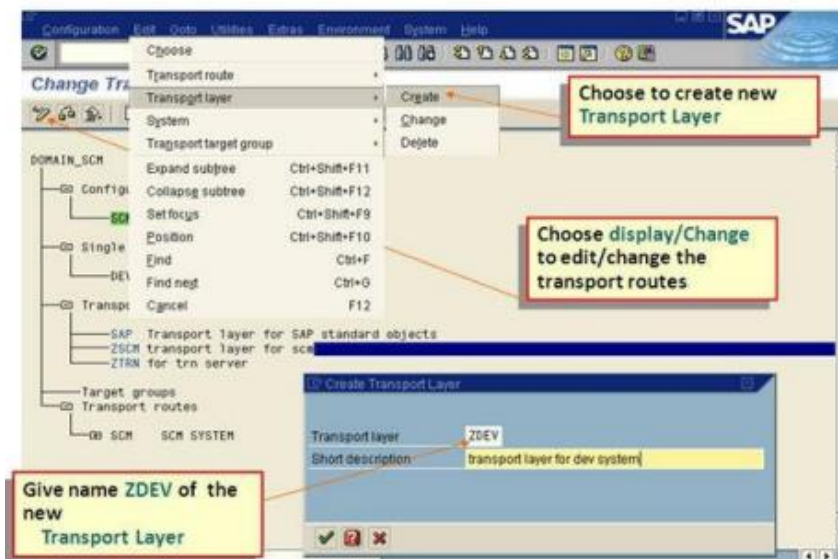 Configuration Edit Goto Utilities Extras Environment System Help
SAP
Choose
Change Tra
Transport route
Transport layer
Create
Choose to create new
Transport Layer
System
Change
Transport target group
Delete
DOMAIN_SCM
Expand subtree Ctrl+Shift+F11
Configu
Collapse subtree Ctrl+Shift+F12
SCM
Set focus Ctrl+Shift+F9
Position Ctrl+Shift+F10
Choose display/Change
to edit/change the
transport routes
Single
Find Ctrl+F
DEV
Find next Ctrl+G
Transpo
Cancel F12
SAP Transport layer for SAP standard objects
ZSCM transport layer for scm
ZTRN for trn server
Target groups
Transport routes
SCM SCM SYSTEM
Create Transport Layer
Transport layer ZDEV
Short description transport layer for dev system
Give name ZDEV of the
new
Transport Layer